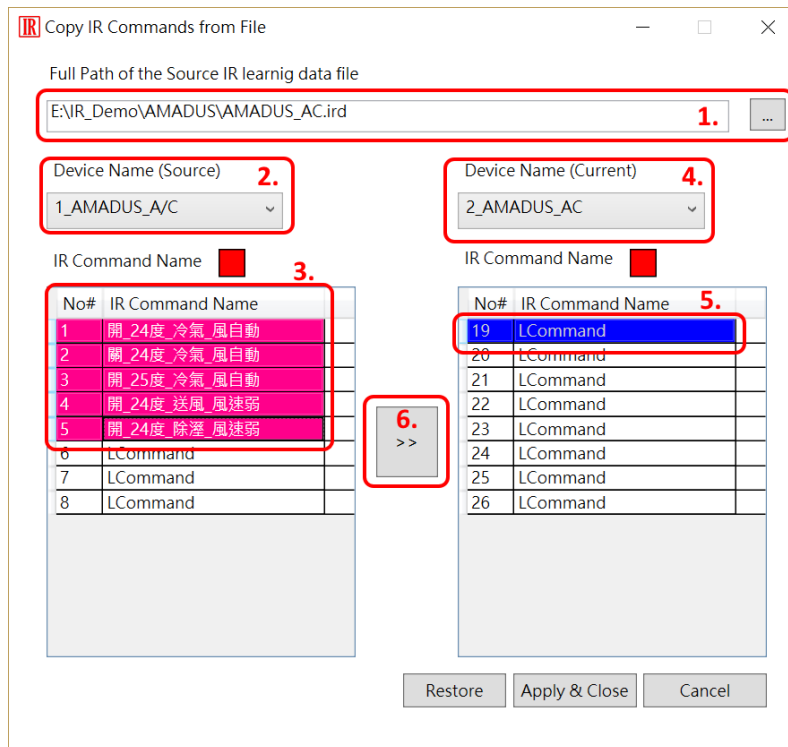 IR Copy IR Commands from File
Full Path of the Source IR learnig data file
E:\IR_Demo\AMADUS\AMADUS_AC.ird
1.
...
Device Name (Source)
2.
1_AMADUS_A/C
Device Name (Current)
4.
2_AMADUS_AC
IR Command Name
3.
No# IR Command Name
1 開_24度_冷氣_風自動
2 關_24度_冷氣_風自動
3 開_25度_冷氣_風自動
4 開_24度_送風_風速弱
5 開_24度_除溼_風速弱
6 LCommand
7 LCommand
8 LCommand
6.
>>
IR Command Name
5.
No# IR Command Name
19 LCommand
20 LCommand
21 LCommand
22 LCommand
23 LCommand
24 LCommand
25 LCommand
26 LCommand
Restore Apply & Close Cancel